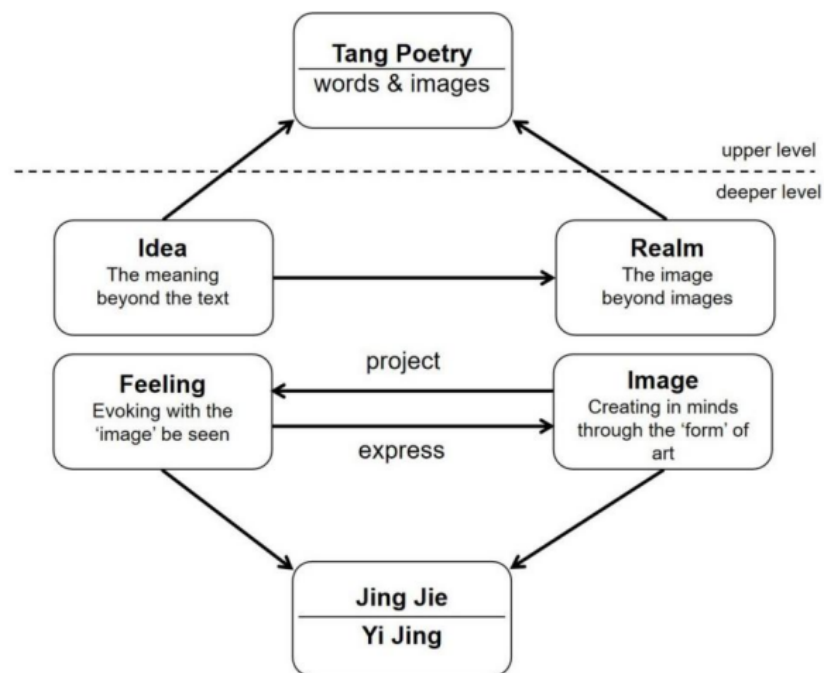 Tang Poetry
words & images
upper level
deeper level
Idea
The meaning
beyond the text
Realm
The image
beyond images
project
Feeling
Evoking with the
‘image’ be seen
Image
Creating in minds
through the ‘form’ of
art
express
Jing Jie
Yi Jing